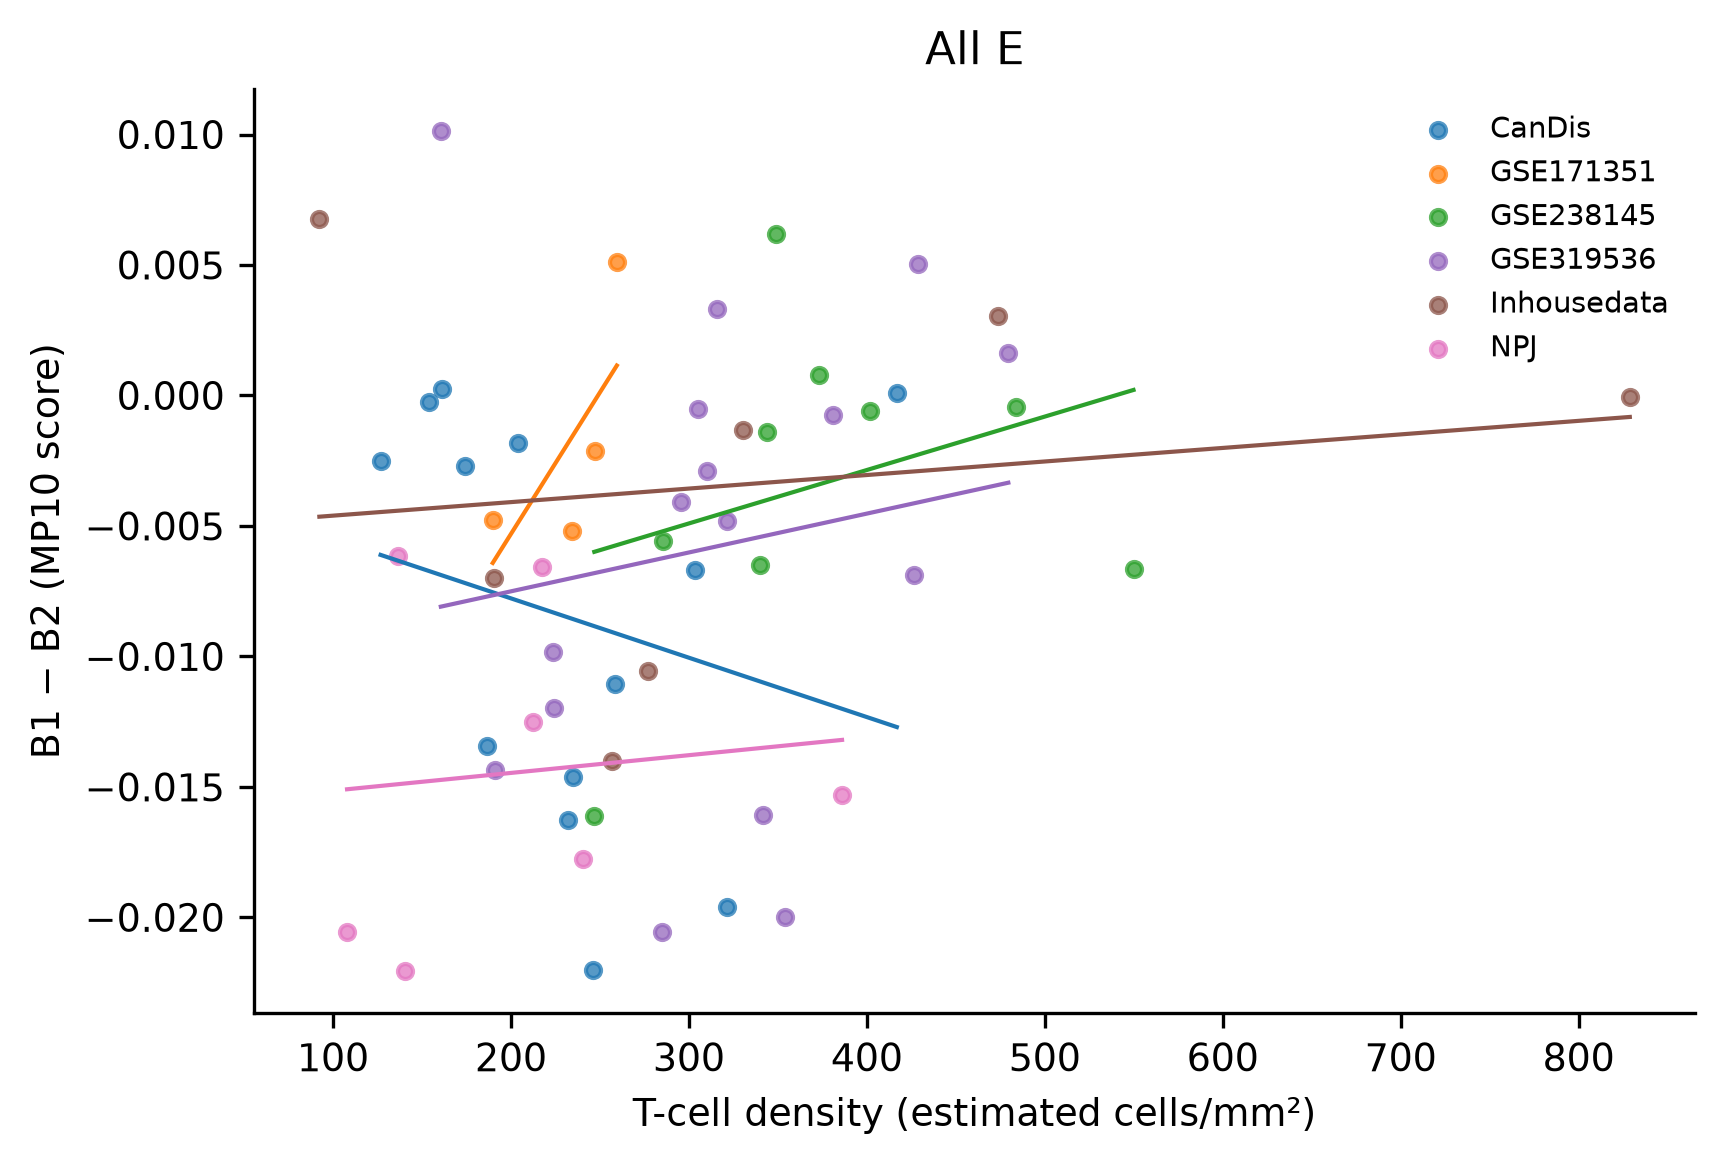 All E
B1 − B2 (MP10 score)
0.010
0.005
0.000
−0.005
−0.010
−0.015
−0.020
CanDis
GSE171351
GSE238145
GSE319536
Inhousedata
NPJ
100 200 300 400 500 600 700 800
T-cell density (estimated cells/mm²)